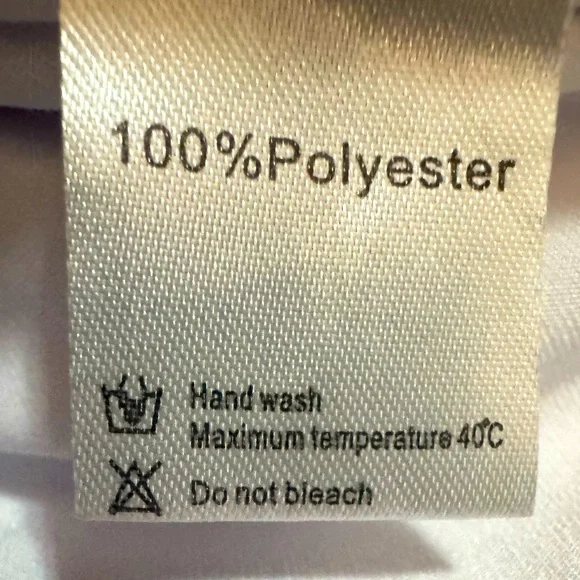 100%Polyester
Hand wash
Maximum temperature 40℃
Do not bleach